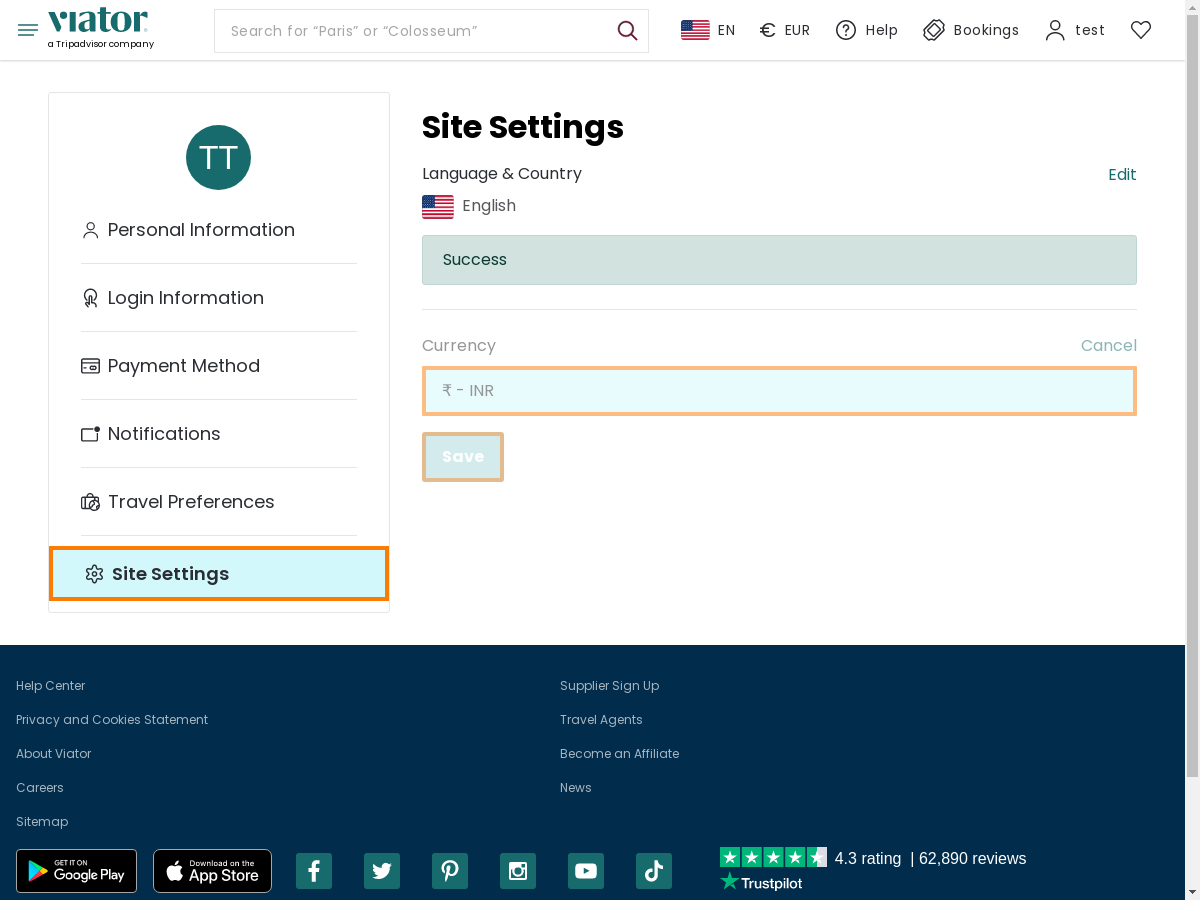 viator
a Tripadvisor company
Search for “Paris” or “Colosseum”
EN
€ EUR
Help
Bookings
test
TT
Personal Information
Login Information
Payment Method
Notifications
Travel Preferences
Site Settings
Site Settings
Language & Country
Edit
English
Success
Currency
Cancel
₹ - INR
Save
Help Center
Privacy and Cookies Statement
About Viator
Careers
Sitemap
Supplier Sign Up
Travel Agents
Become an Affiliate
News
GET IT ON
Google Play
Download on the
App Store
4.3 rating | 62,890 reviews
Trustpilot